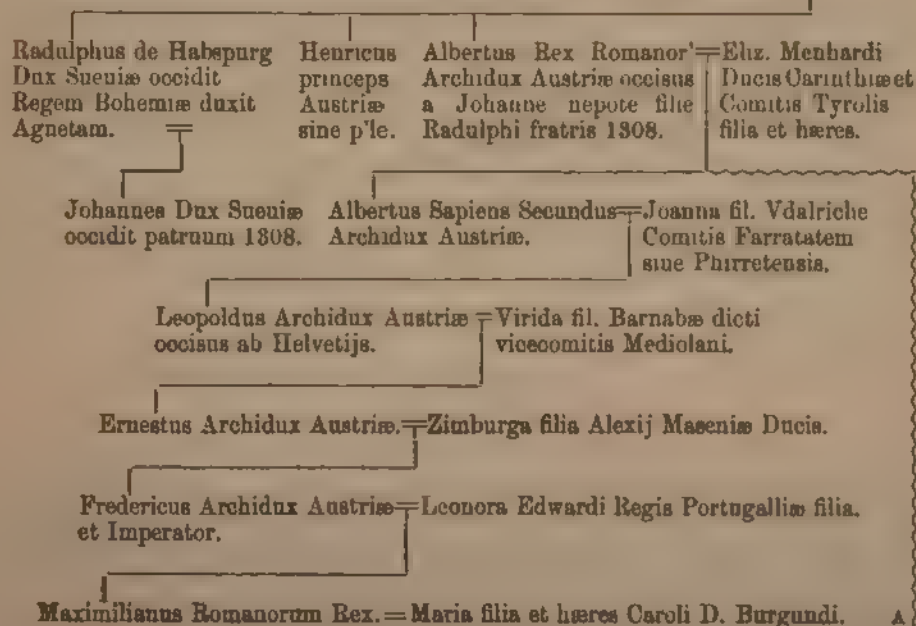 Radulphus de Habspurg
Dux Sueuiæ occidit
Regem Bohemiæ duxit
Agnetam.
Henricus
princeps
Austriæ
sine p'le.
Albertus Rex Romanor'
Archidux Austriæ occisus
a Johanne nepote filie
Radulphi fratris 1308.
Eliz. Menhardi
Ducis Carinthiæ et
Comitis Tyrolis
filia et hæres.
Johannes Dux Sueuiæ
occidit patruum 1308.
Albertus Sapiens Secundus
Archidux Austriæ.
Joanna fil. Vdalriche
Comitis Farratatem
siue Phirretensis.
Leopoldus Archidux Austriæ
occisus ab Helvetijs.
Virida fil. Barnabæ dicti
vicecomitis Mediolani.
Ernestus Archidux Austriæ.
Zimburga filia Alexij Maseniæ Ducis.
Fredericus Archidux Austriæ
et Imperator.
Leonora Edwardi Regis Portugalliæ filia.
Maximilianus Romanorum Rex. = Maria filia et hæres Caroli D. Burgundi.
A